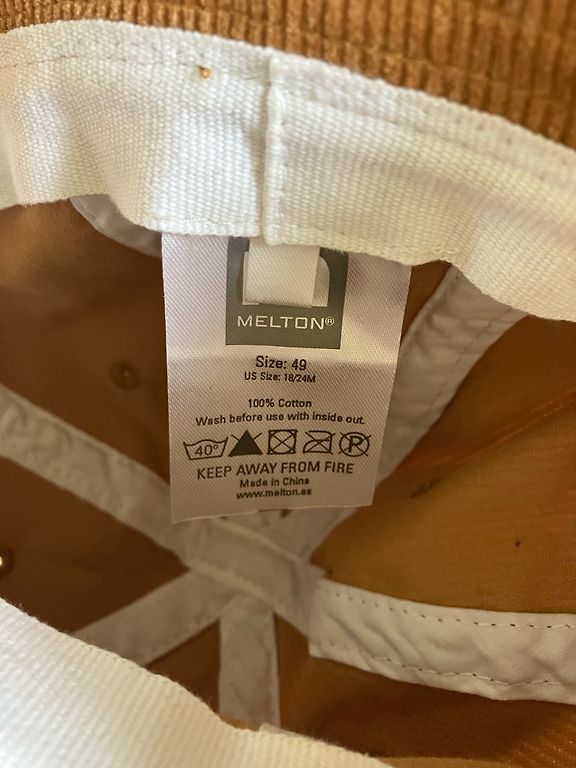 MELTON®
Size: 49
US Size: 18/24M
100% Cotton
Wash before use with inside out.
40° P
KEEP AWAY FROM FIRE
Made in China
www.melton.as